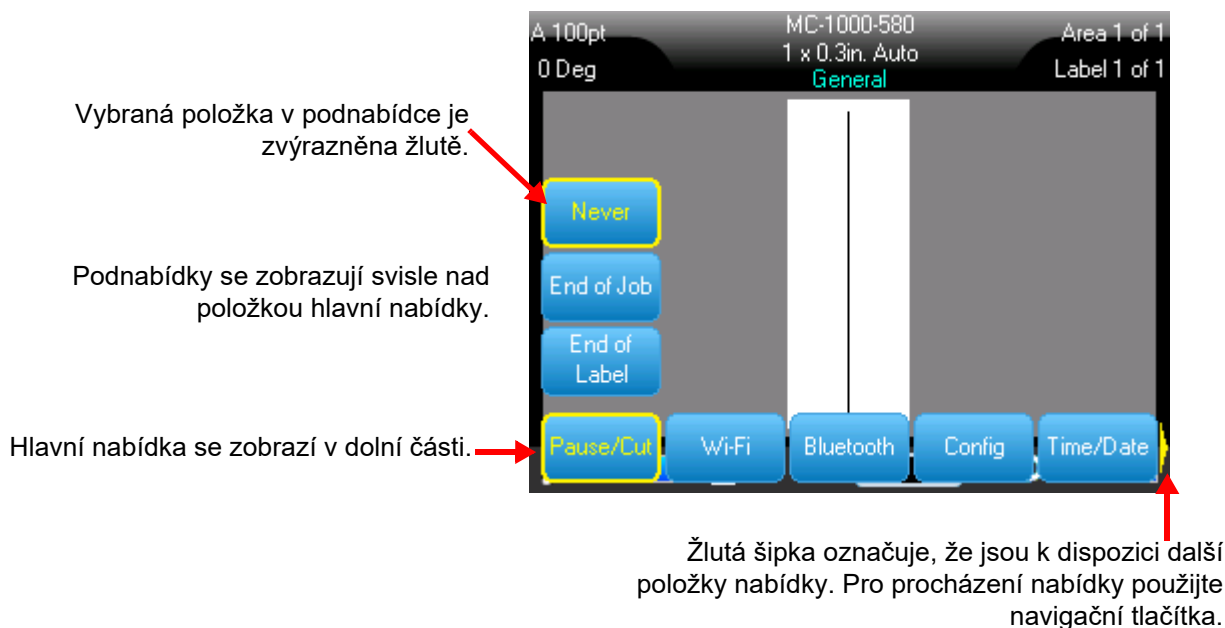 A 100pt
MC-1000-580
Area 1 of 1
0 Deg
1 x 0.3in. Auto
Label 1 of 1
General
Vybraná položka v podnabídce je
zvýrazněna žlutě.
Never
Podnabídky se zobrazují svisle nad
položkou hlavní nabídky.
End of Job
End of
Label
Hlavní nabídka se zobrazí v dolní části.
Pause/Cut
Wi-Fi
Bluetooth
Config
Time/Date
Žlutá šipka označuje, že jsou k dispozici další
položky nabídky. Pro procházení nabídky použijte
navigační tlačítka.